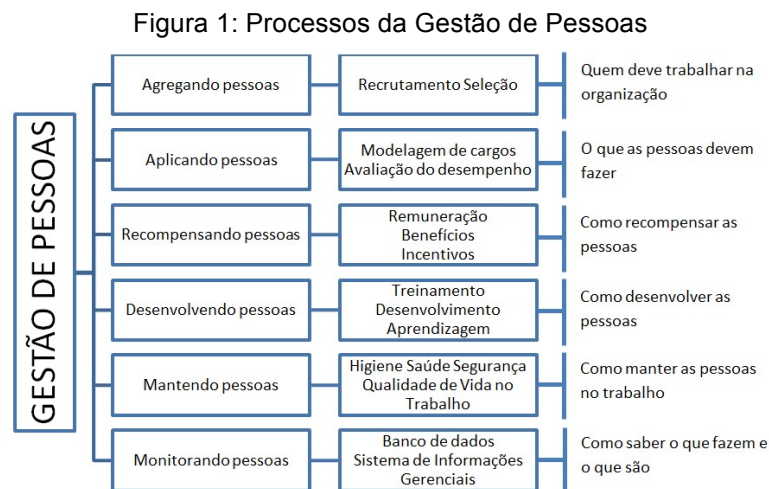 Figura 1: Processos da Gestão de Pessoas
GESTÃO DE PESSOAS
Agregando pessoas
Recrutamento Seleção
Quem deve trabalhar na
organização
Aplicando pessoas
Modelagem de cargos
Avaliação do desempenho
O que as pessoas devem
fazer
Recompensando pessoas
Remuneração
Benefícios
Incentivos
Como recompensar as
pessoas
Desenvolvendo pessoas
Treinamento
Desenvolvimento
Aprendizagem
Como desenvolver as
pessoas
Mantendo pessoas
Higiene Saúde Segurança
Qualidade de Vida no
Trabalho
Como manter as pessoas
no trabalho
Monitorando pessoas
Banco de dados
Sistema de Informações
Gerenciais
Como saber o que fazem e
o que são